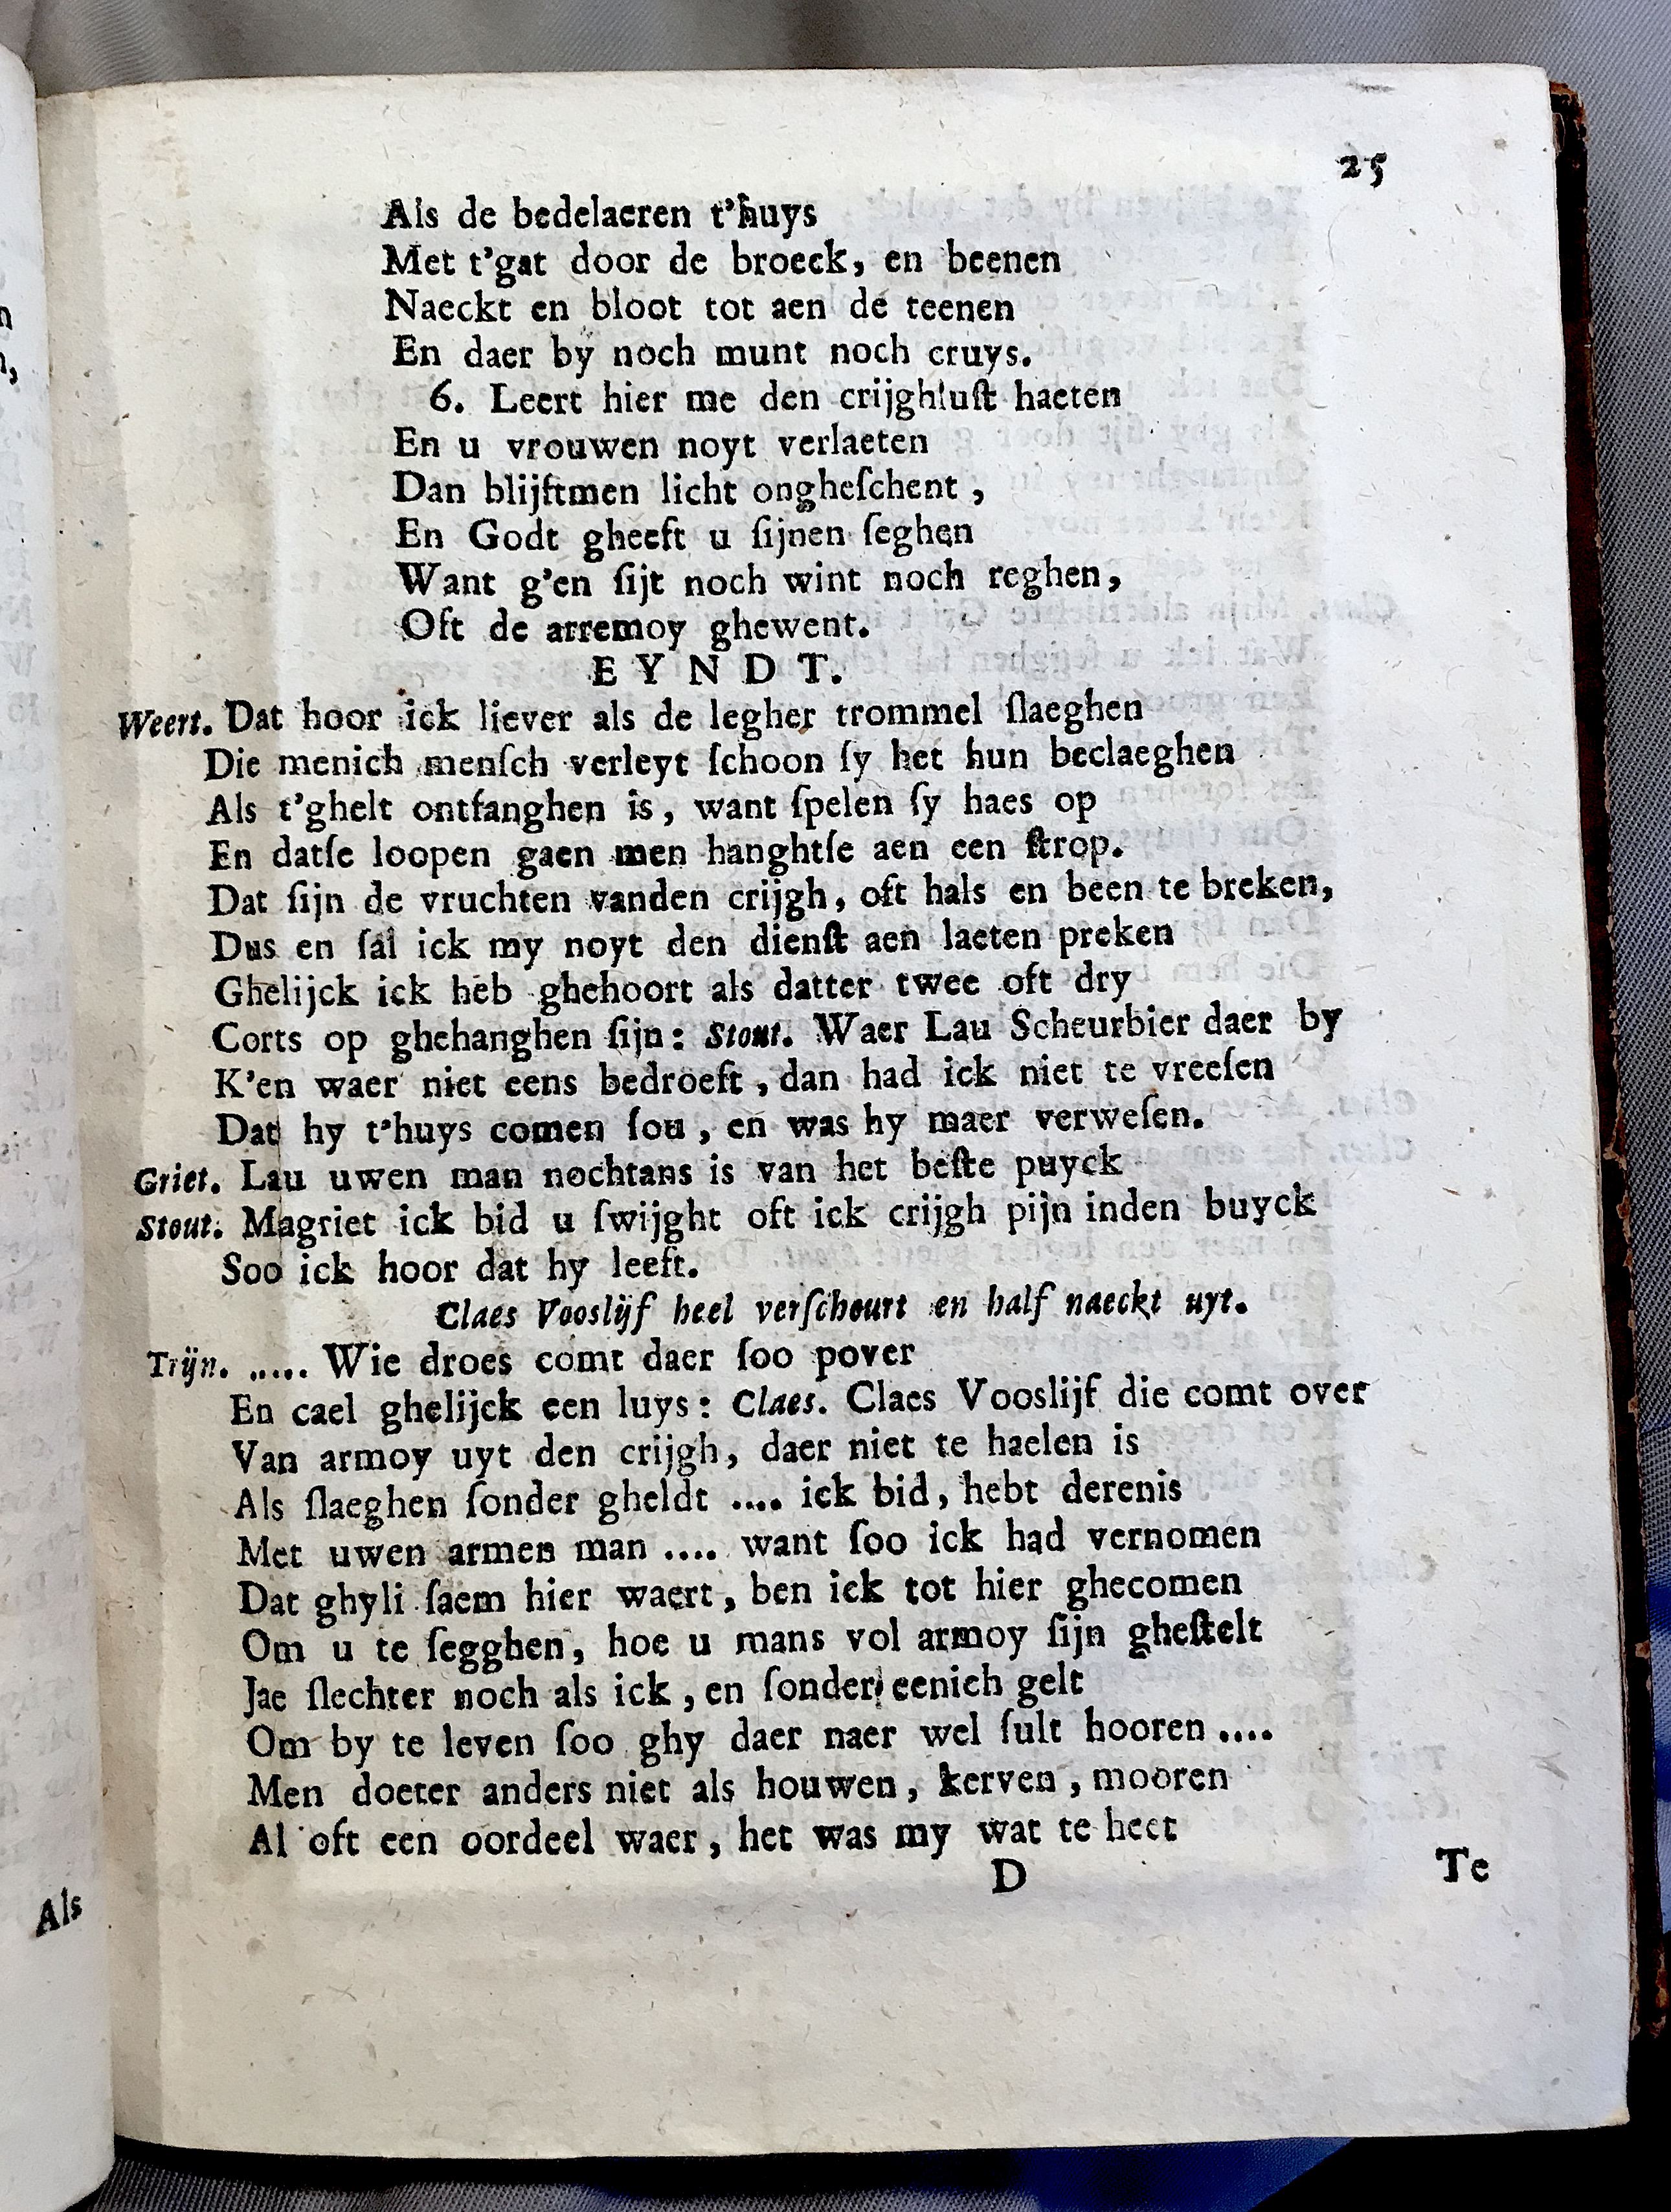 25
Als de bedelaeren t'huys
Met t'gat door de broeck, en beenen
Naeckt en bloot tot aen de teenen
En daer by noch munt noch cruys.
6. Leert hier me den crijghluſt haeten
En u vrouwen noyt verlaeten
Dan blijftmen licht ongheſchent,
En Godt gheeft u ſijnen ſeghen
Want g'en ſijt noch wint noch reghen,
Oft de arremoy ghewent.
EYNDT.
Weert. Dat hoor ick liever als de legher trommel ſlaeghen
Die menich menſch verleyt ſchoon ſy het hun beclaeghen
Als t'ghelt ontfanghen is, want ſpelen ſy haes op
En datſe loopen gaen men hanghtſe aen een ſtrop.
Dat ſijn de vruchten vanden crijgh, oft hals en been te breken,
Dus en ſal ick my noyt den dienſt aen laeten preken
Ghelijck ick heb ghehoort als datter twee oft dry
Corts op ghehanghen ſijn: Stout. Waer Lau Scheurbier daer by
K'en waer niet eens bedroeft, dan had ick niet te vreeſen
Dat hy t'huys comen ſou, en was hy maer verweſen.
Griet. Lau uwen man nochtans is van het beſte puyck
Stout. Magriet ick bid u ſwijght oft ick crijgh pijn inden buyck
Soo ick hoor dat hy leeft.
Claes Vooslijf heel verſcheurt en half naeckt uyt.
Trijn. ..... Wie droes comt daer ſoo pover
En cael ghelijck een luys: Claes. Claes Vooslijf die comt over
Van armoy uyt den crijgh, daer niet te haelen is
Als ſlaeghen ſonder gheldt .... ick bid, hebt derenis
Met uwen armen man .... want ſoo ick had vernomen
Dat ghyli ſaem hier waert, ben ick tot hier ghecomen
Om u te ſegghen, hoe u mans vol armoy ſijn gheſtelt
Jae ſlechter noch als ick, en ſonder eenich gelt
Om by te leven ſoo ghy daer naer wel ſult hooren ....
Men doeter anders niet als houwen, kerven, mooren
Al oft een oordeel waer, het was my wat te heet
D
Te
Als